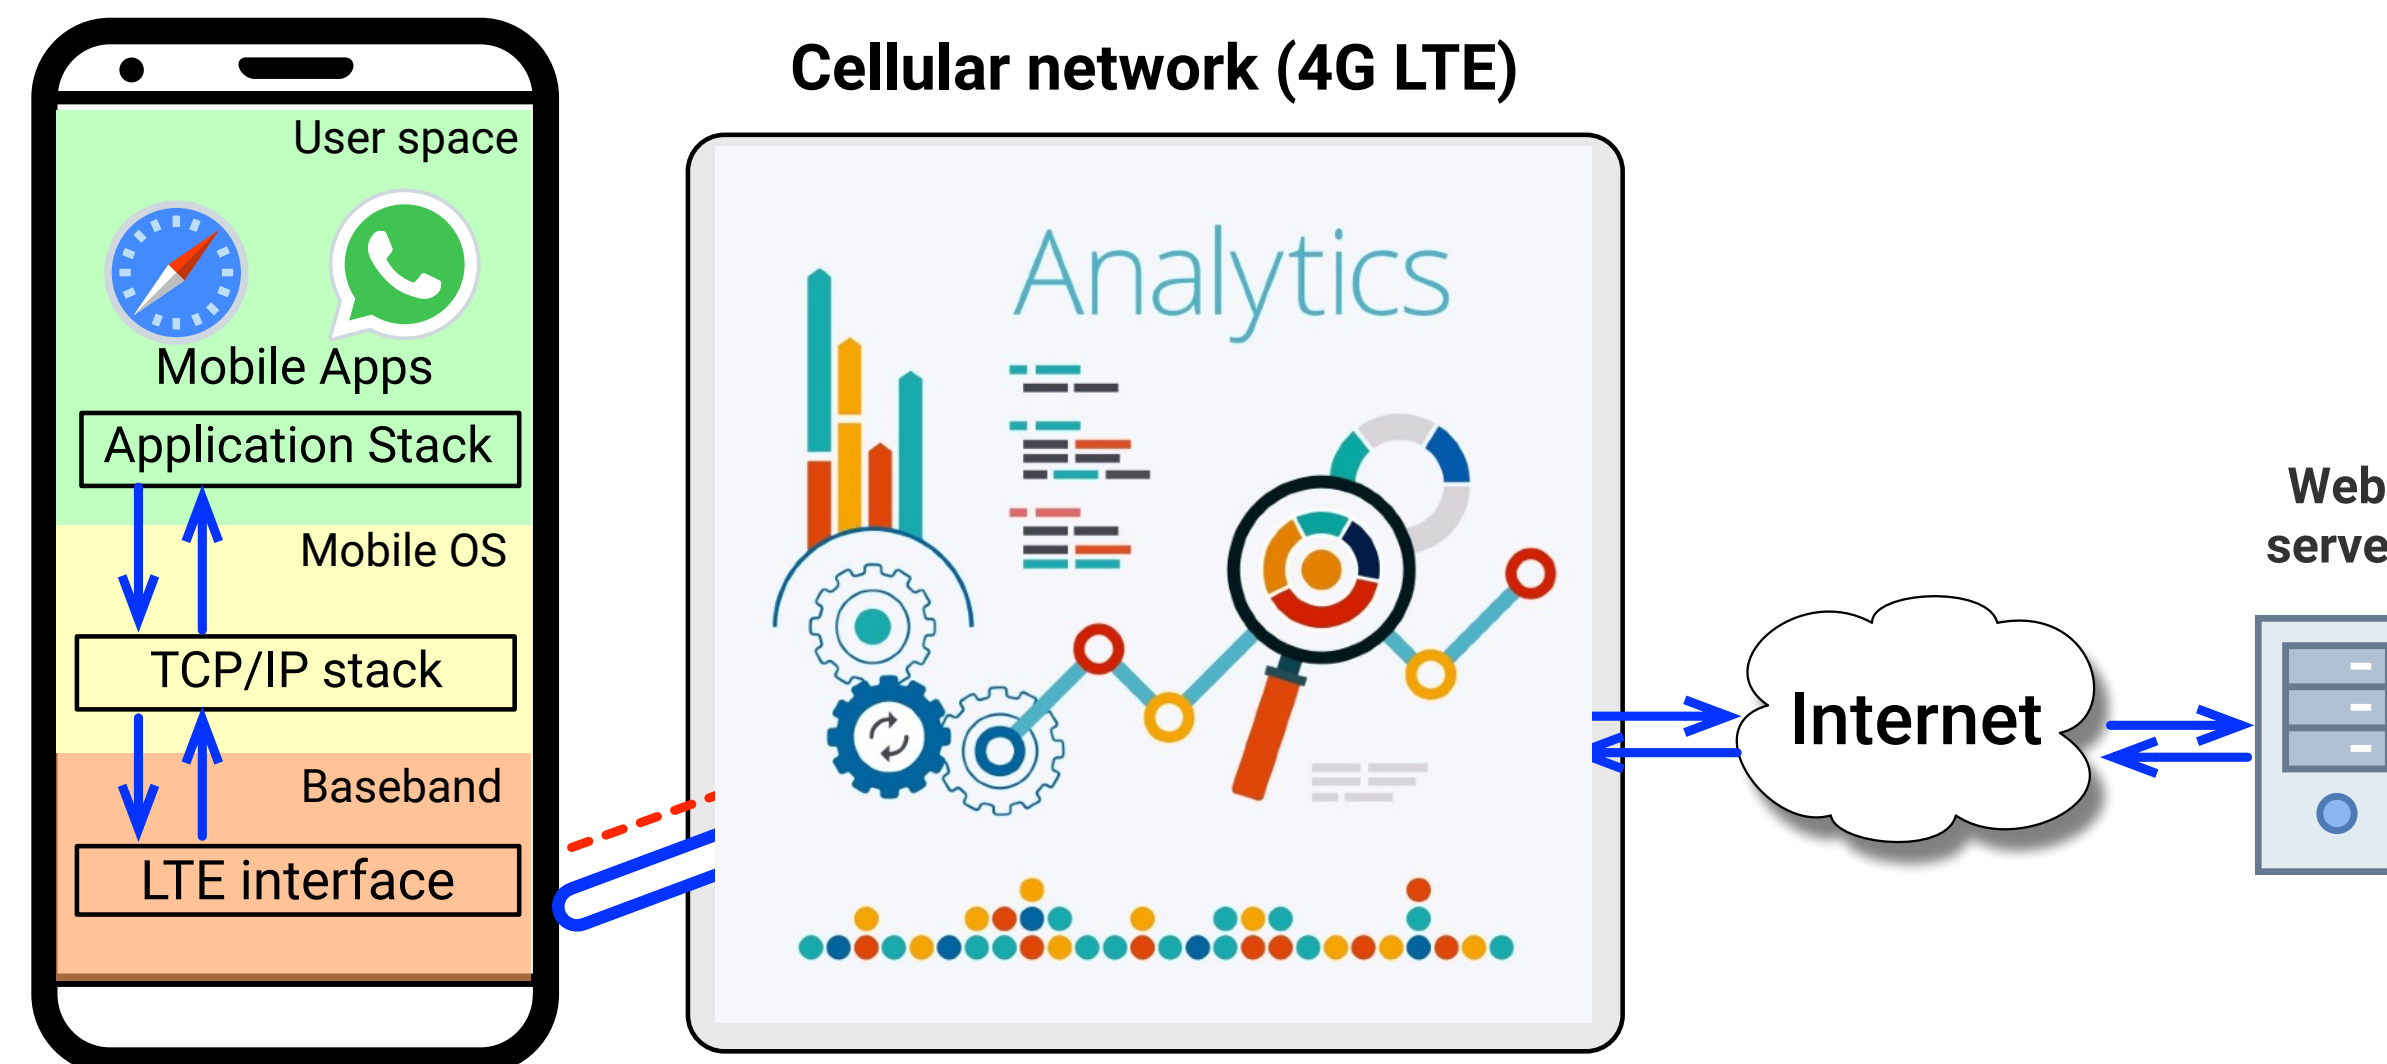 Cellular network (4G LTE)
User space
Mobile Apps
Application Stack
Mobile OS
TCP/IP stack
Baseband
LTE interface
Analytics
Internet
Web
serve